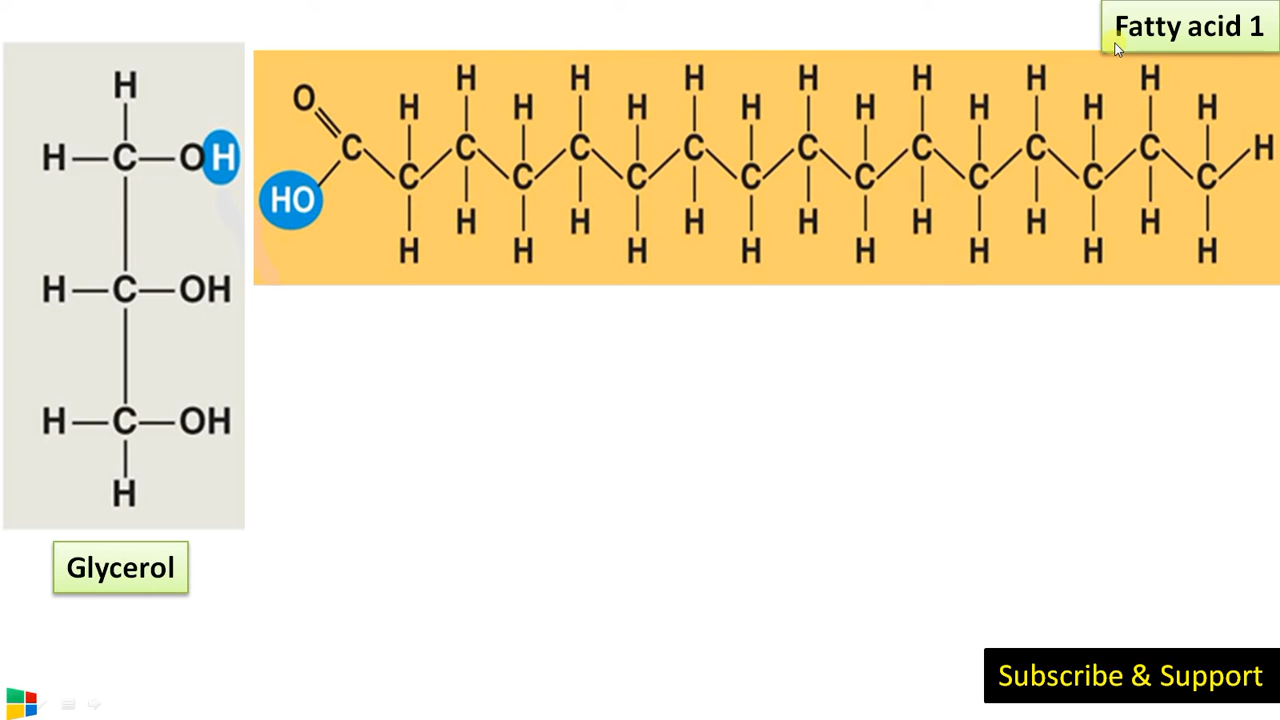 Fatty acid 1
H H H H H H H
O H H H H H H H H
H–C–OH C C C C C C C C H
HO C C C C C C C C
H H H H H H H
H H H H H H H H
H–C–OH
H–C–OH
H
Glycerol
Subscribe & Support